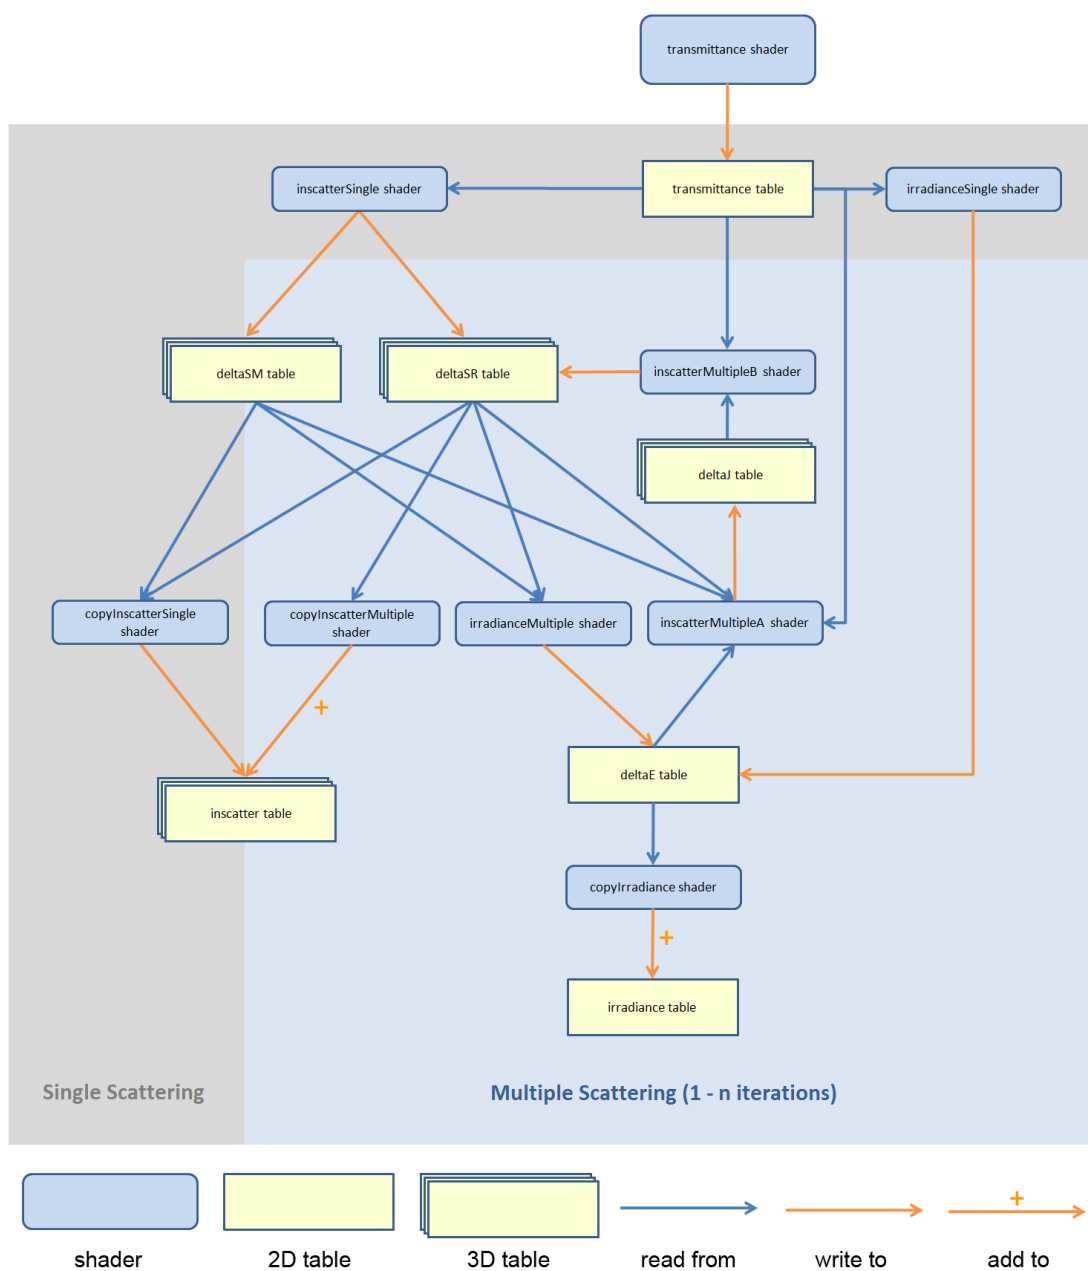 transmittance shader
inscatterSingle shader
transmittance table
irradianceSingle shader
deltaSM table
deltaSR table
inscatterMultipleB shader
deltaJ table
copyInscatterSingle
shader
copyInscatterMultiple
shader
irradianceMultiple shader
inscatterMultipleA shader
+
deltaE table
inscatter table
copyIrradiance shader
+
irradiance table
Single Scattering
Multiple Scattering (1 - n iterations)
+
shader
2D table
3D table
read from
write to
add to